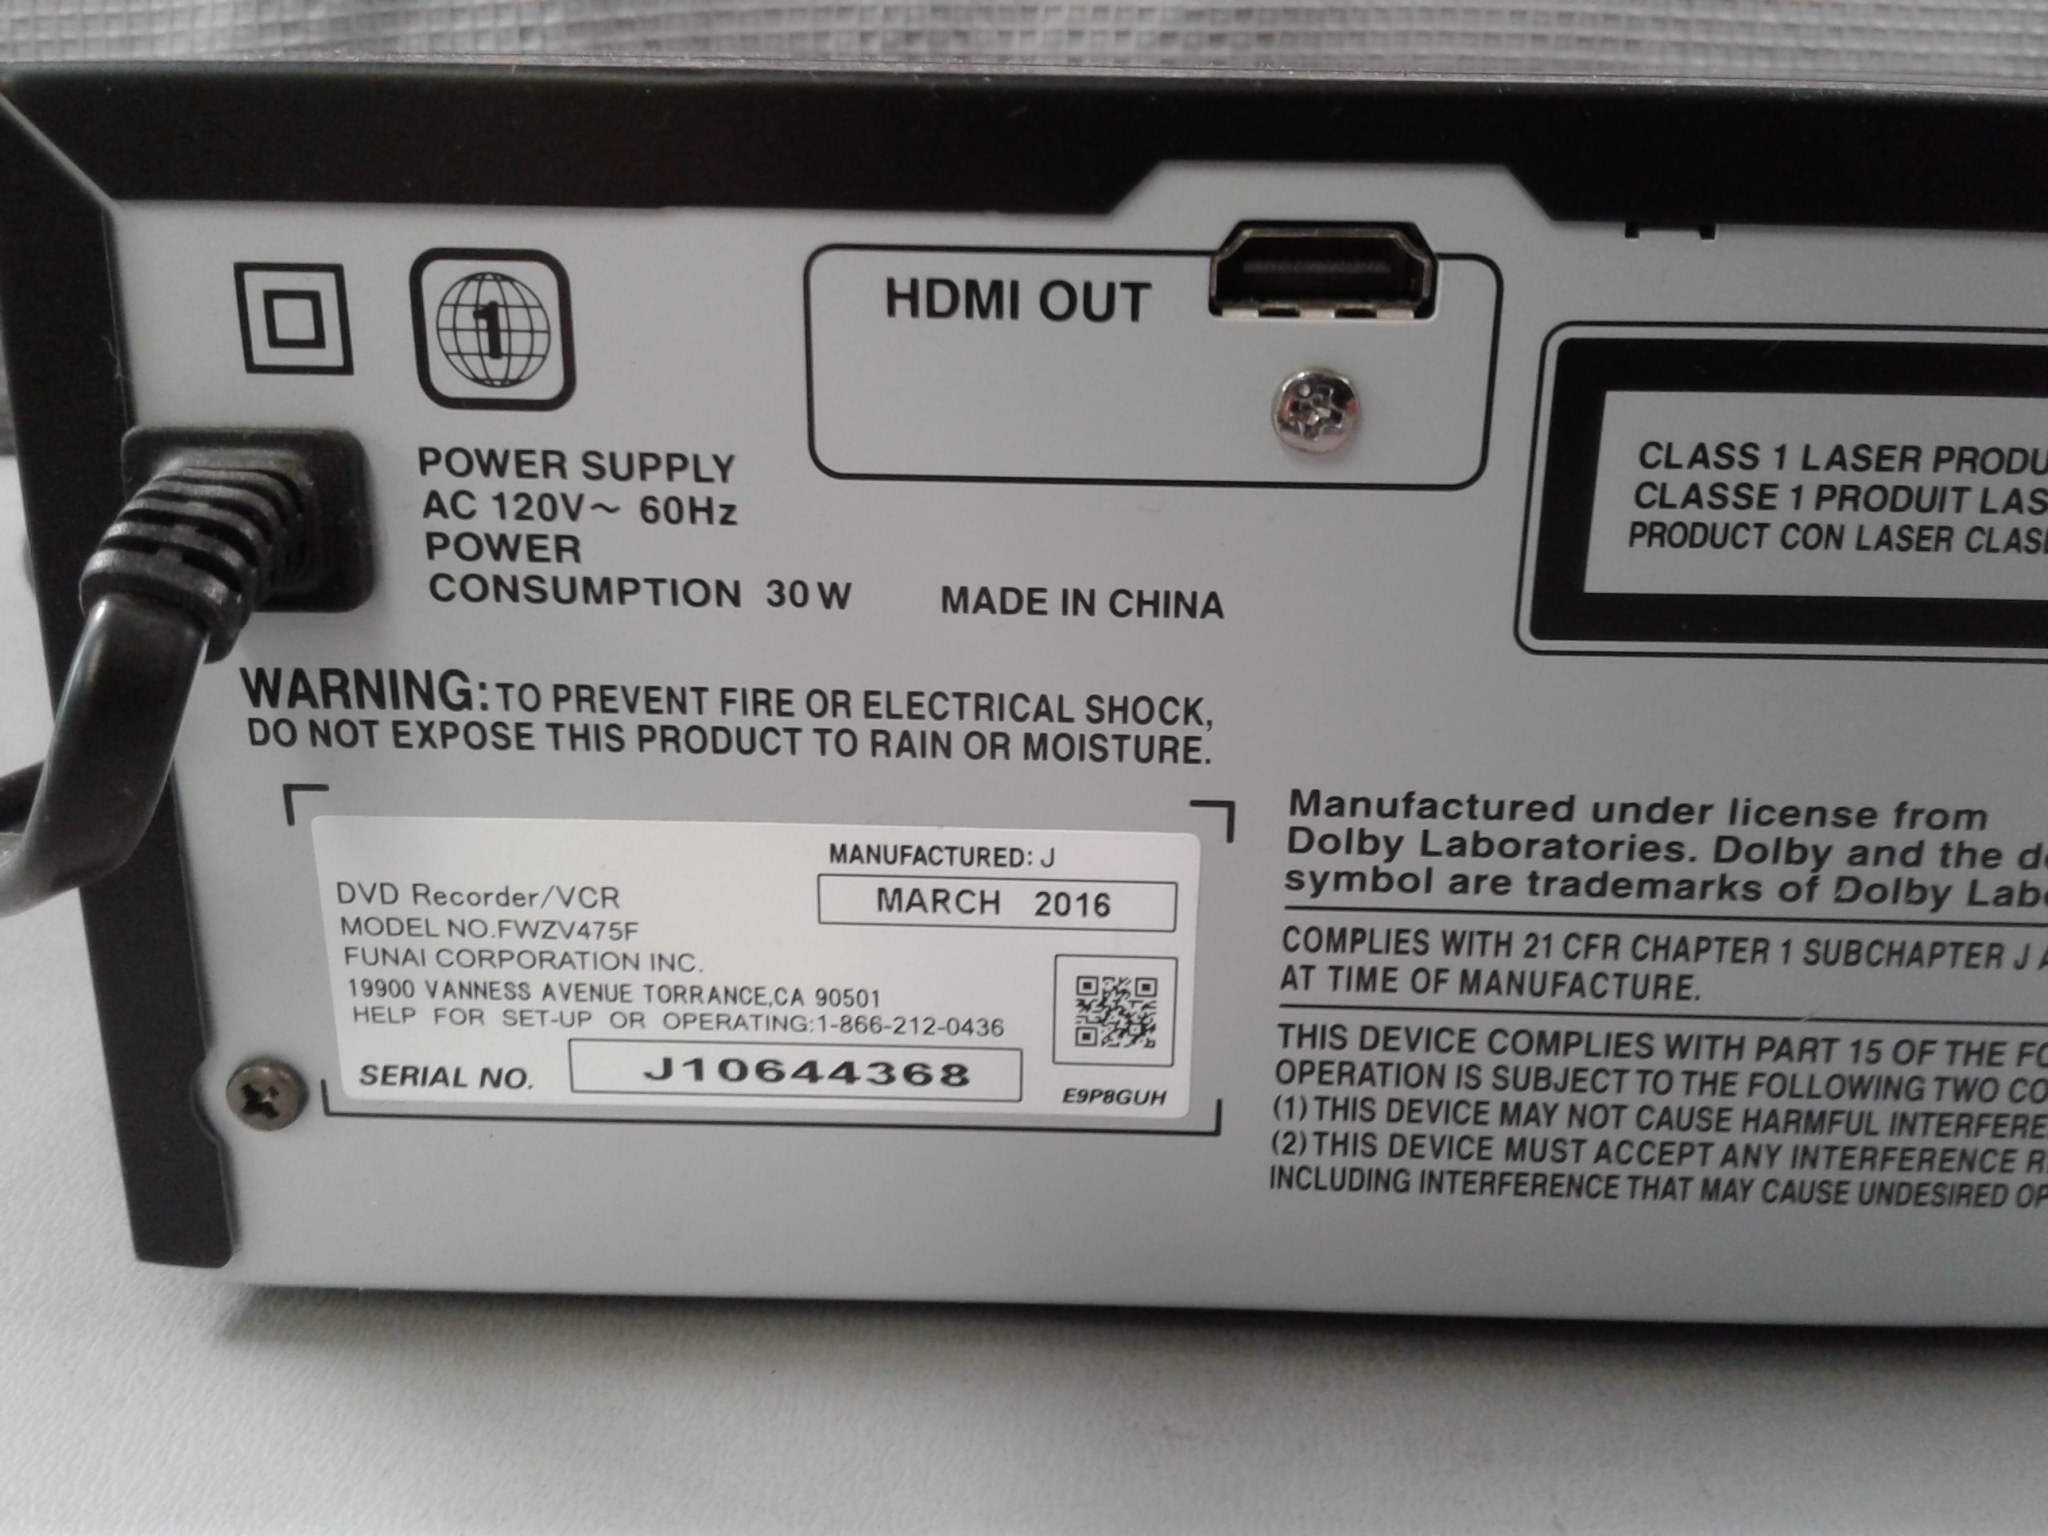 1
HDMI OUT
POWER SUPPLY
AC 120V~ 60Hz
POWER
CONSUMPTION 30 W
MADE IN CHINA
CLASS 1 LASER
CLASSE 1 PRODUIT
PRODUCT CON LASER
WARNING: TO PREVENT FIRE OR ELECTRICAL SHOCK,
DO NOT EXPOSE THIS PRODUCT TO RAIN OR MOISTURE.
MANUFACTURED: J
MARCH 2016
DVD Recorder/VCR
MODEL NO.FWZV475F
FUNAI CORPORATION INC.
19900 VANNESS AVENUE TORRANCE,CA 90501
HELP FOR SET-UP OR OPERATING:1-866-212-0436
SERIAL NO. J10644368
E9P8GUH
Manufactured under license from
Dolby Laboratories. Dolby and the
symbol are trademarks of Dolby
COMPLIES WITH 21 CFR CHAPTER 1 SUBCHAPTER J
AT TIME OF MANUFACTURE.
THIS DEVICE COMPLIES WITH PART 15 OF THE
OPERATION IS SUBJECT TO THE FOLLOWING TWO
(1) THIS DEVICE MAY NOT CAUSE HARMFUL
(2) THIS DEVICE MUST ACCEPT ANY INTERFERENCE
INCLUDING INTERFERENCE THAT MAY CAUSE UNDESIRED